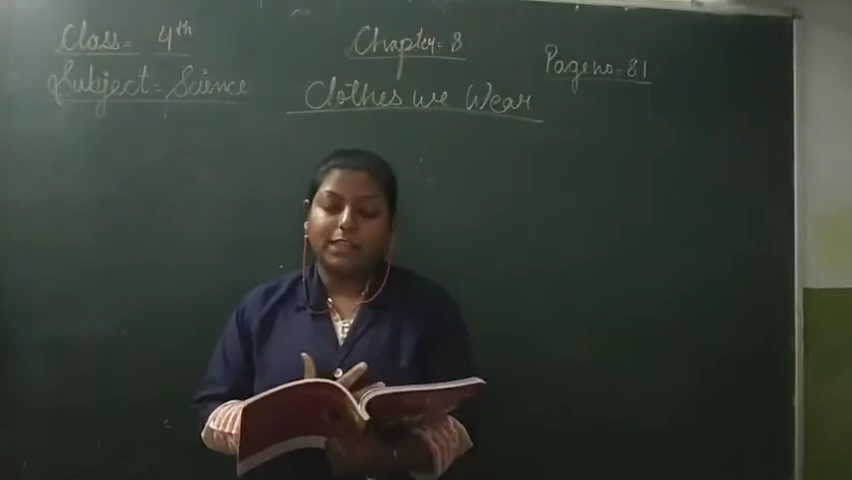 Class= 4th
Chapter= 8
Page no= 81
Subject= Science
Clothes we Wear